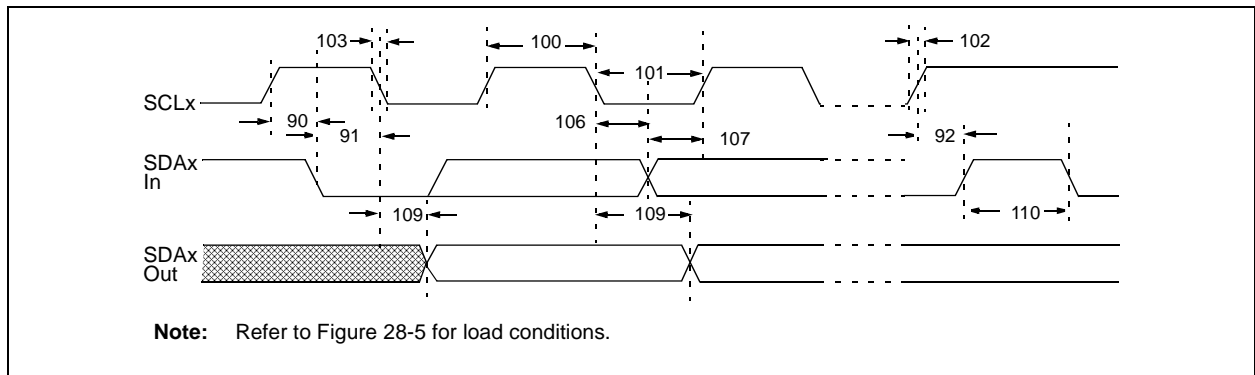 103
100
101
102
SCLx
90
91
106
107
92
SDAx
In
109
109
110
SDAx
Out
Note: Refer to Figure 28-5 for load conditions.